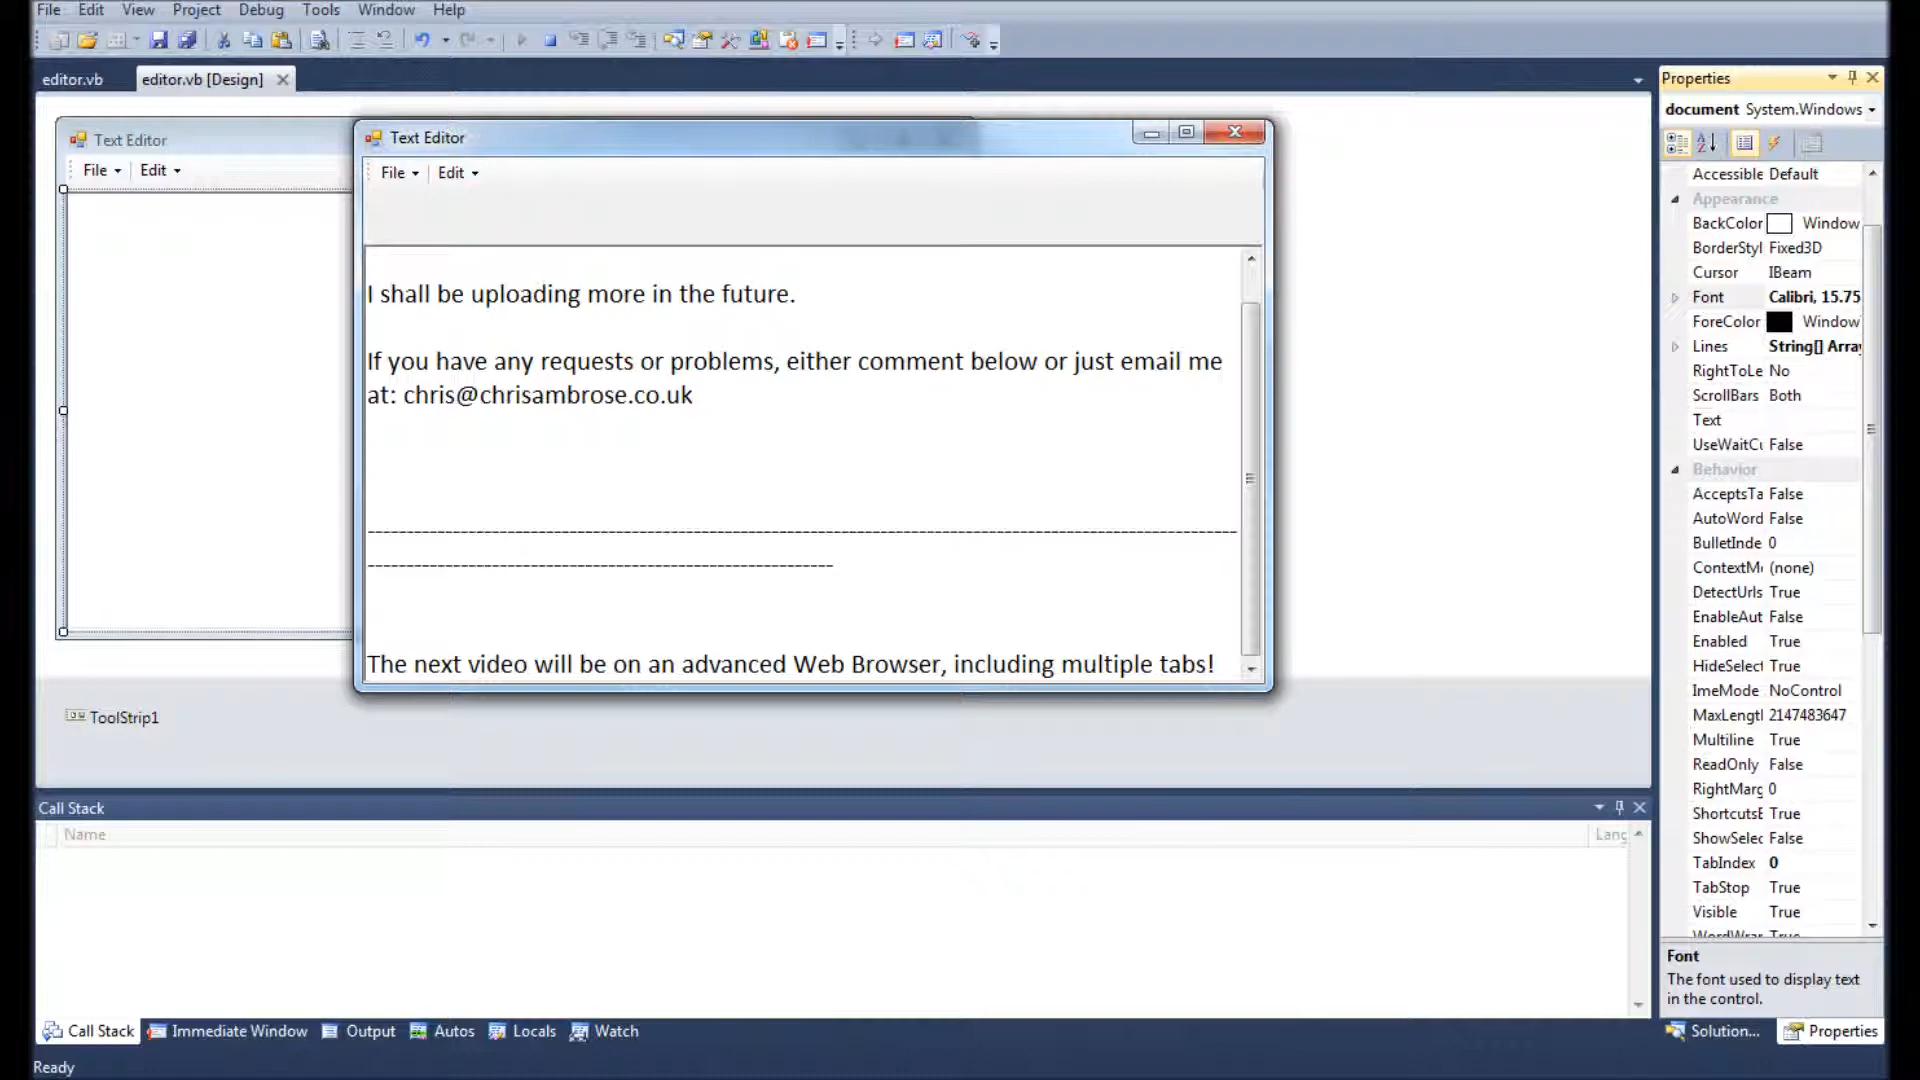 File Edit View Project Debug Tools Window Help
editor.vb editor.vb [Design]
Text Editor
File Edit
Text Editor
File Edit
I shall be uploading more in the future.
If you have any requests or problems, either comment below or just email me
at: chris@chrisambrose.co.uk
--------------------------------------------------------------------------------------------------------------
-----------------------------------------------------------
The next video will be on an advanced Web Browser, including multiple tabs!
ToolStrip1
Call Stack
Name Lang
Call Stack Immediate Window Output Autos Locals Watch
Ready
Properties
document System.Windows
Accessible Default
Appearance
BackColor Window
BorderStyl Fixed3D
Cursor IBeam
Font Calibri, 15.75
ForeColor Window
Lines String[] Array
RightToLe No
ScrollBars Both
Text
UseWaitCu False
Behavior
AcceptsTa False
AutoWord False
BulletInde 0
ContextMe (none)
DetectUrls True
EnableAut False
Enabled True
HideSelect True
ImeMode NoControl
MaxLengtl 2147483647
Multiline True
ReadOnly False
RightMarg 0
ShortcutsE True
ShowSelec False
TabIndex 0
TabStop True
Visible True
WordWrap True
Font
The font used to display text
in the control.
Solution... Properties